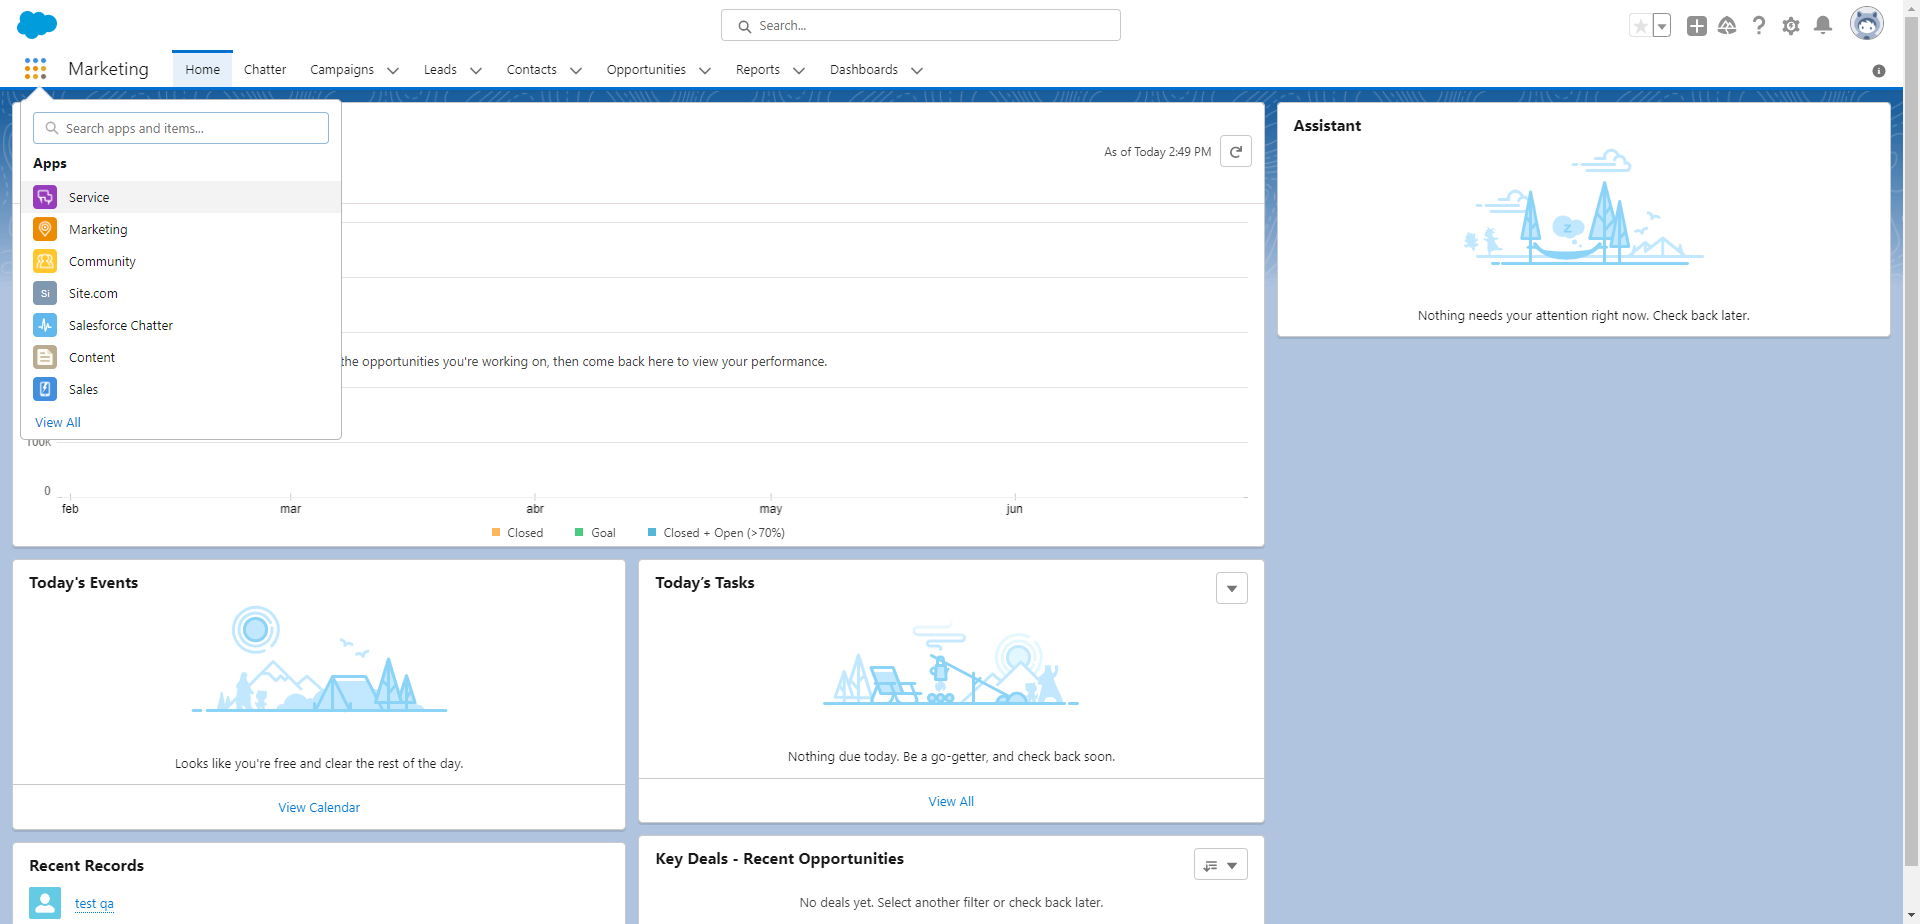 Search...
Marketing
Home
Chatter
Campaigns
Leads
Contacts
Opportunities
Reports
Dashboards
Search apps and items...
Apps
Service
Marketing
Community
Si
Site.com
Salesforce Chatter
Content
Sales
View All
As of Today 2:49 PM
the opportunities you're working on, then come back here to view your performance.
100K
0
feb
mar
abr
may
jun
Closed
Goal
Closed + Open (>70%)
Assistant
z
Nothing needs your attention right now. Check back later.
Today's Events
Looks like you're free and clear the rest of the day.
View Calendar
Today’s Tasks
Nothing due today. Be a go-getter, and check back soon.
View All
Recent Records
test qa
Key Deals - Recent Opportunities
No deals yet. Select another filter or check back later.